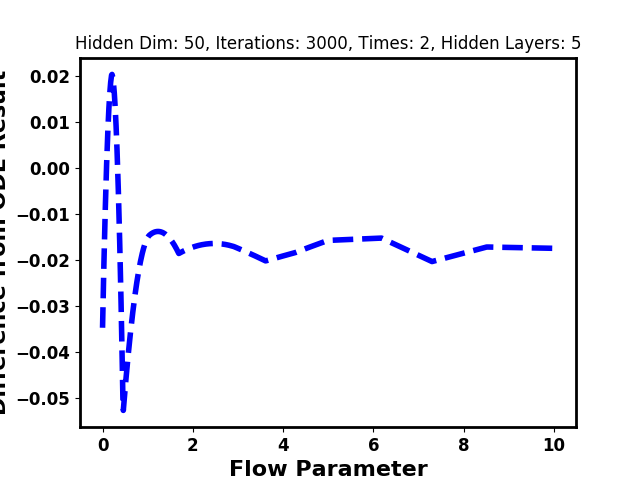 Hidden Dim: 50, Iterations: 3000, Times: 2, Hidden Layers: 5
Difference from ODE Result
0.02
0.01
0.00
−0.01
−0.02
−0.03
−0.04
−0.05
0 2 4 6 8 10
Flow Parameter